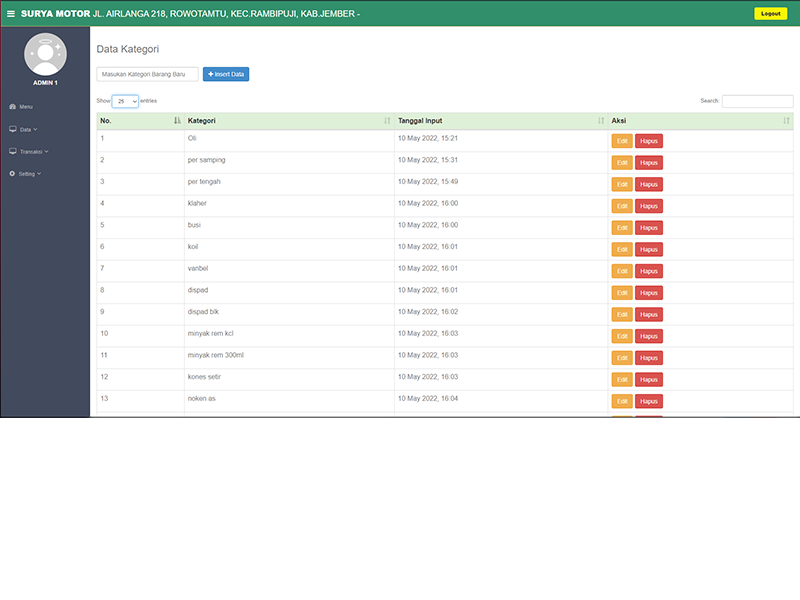 SURYA MOTOR JL. AIRLANGA 218, ROWOTAMTU, KEC.RAMBIPUJI, KAB.JEMBER -
Logout
ADMIN 1
Menu
Data
Transaksi
Setting
Data Kategori
Masukan Kategori Barang Baru
+ Insert Data
Show 25 entries
Search:
No. Kategori Tanggal Input Aksi
1 Oli 10 May 2022, 15:21 Edit Hapus
2 per samping 10 May 2022, 15:31 Edit Hapus
3 per tengah 10 May 2022, 15:49 Edit Hapus
4 klaher 10 May 2022, 16:00 Edit Hapus
5 busi 10 May 2022, 16:00 Edit Hapus
6 koil 10 May 2022, 16:01 Edit Hapus
7 vanbel 10 May 2022, 16:01 Edit Hapus
8 dispad 10 May 2022, 16:01 Edit Hapus
9 dispad blk 10 May 2022, 16:02 Edit Hapus
10 minyak rem kcl 10 May 2022, 16:03 Edit Hapus
11 minyak rem 300ml 10 May 2022, 16:03 Edit Hapus
12 kones setir 10 May 2022, 16:03 Edit Hapus
13 noken as 10 May 2022, 16:04 Edit Hapus